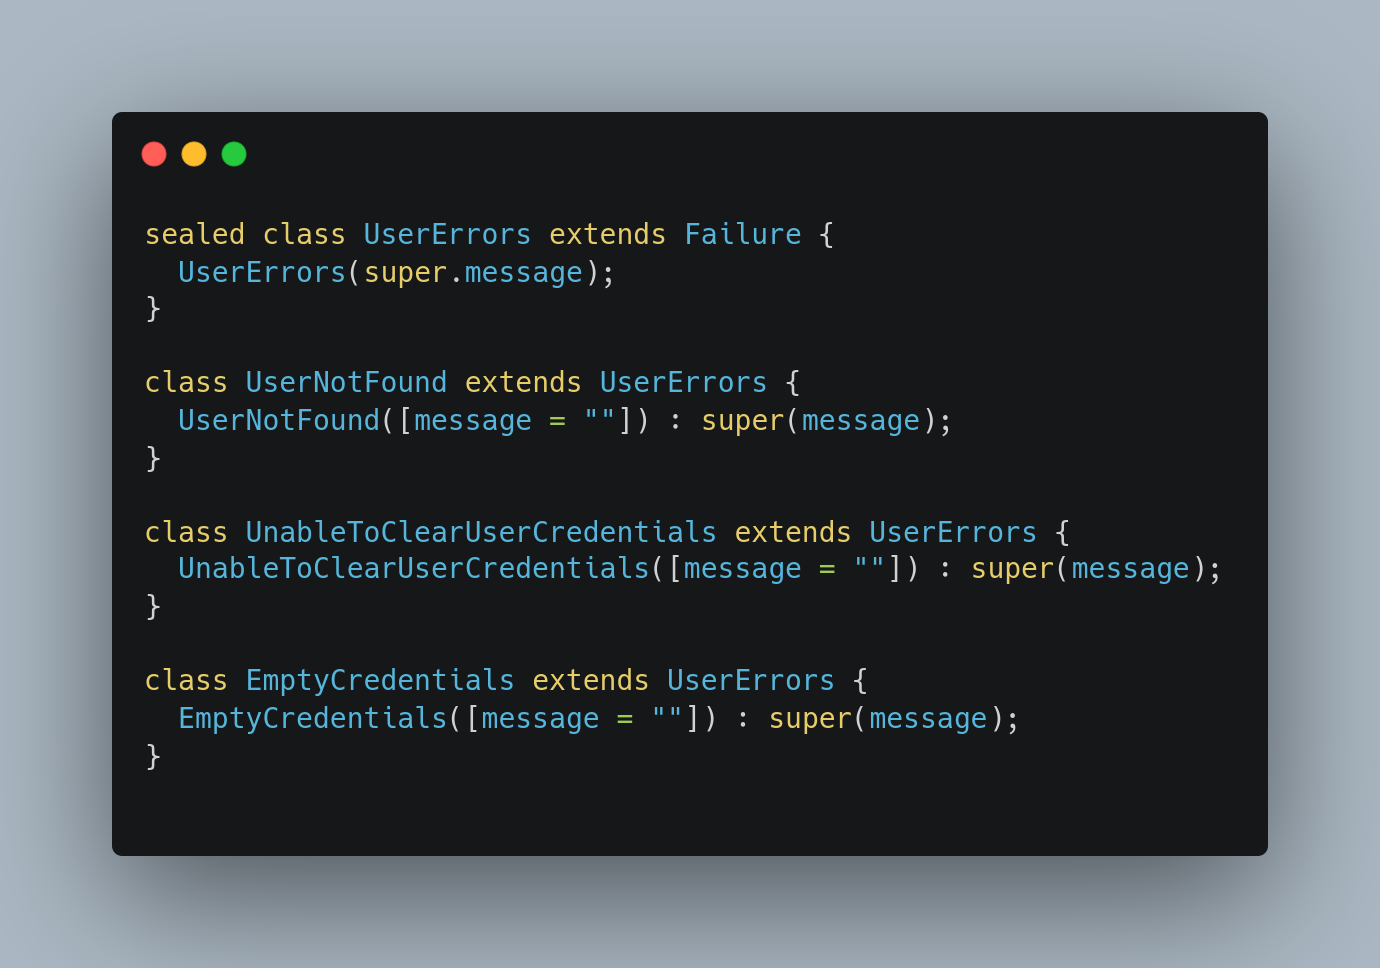 sealed class UserErrors extends Failure {
  UserErrors(super.message);
}

class UserNotFound extends UserErrors {
  UserNotFound([message = ""]) : super(message);
}

class UnableToClearUserCredentials extends UserErrors {
  UnableToClearUserCredentials([message = ""]) : super(message);
}

class EmptyCredentials extends UserErrors {
  EmptyCredentials([message = ""]) : super(message);
}